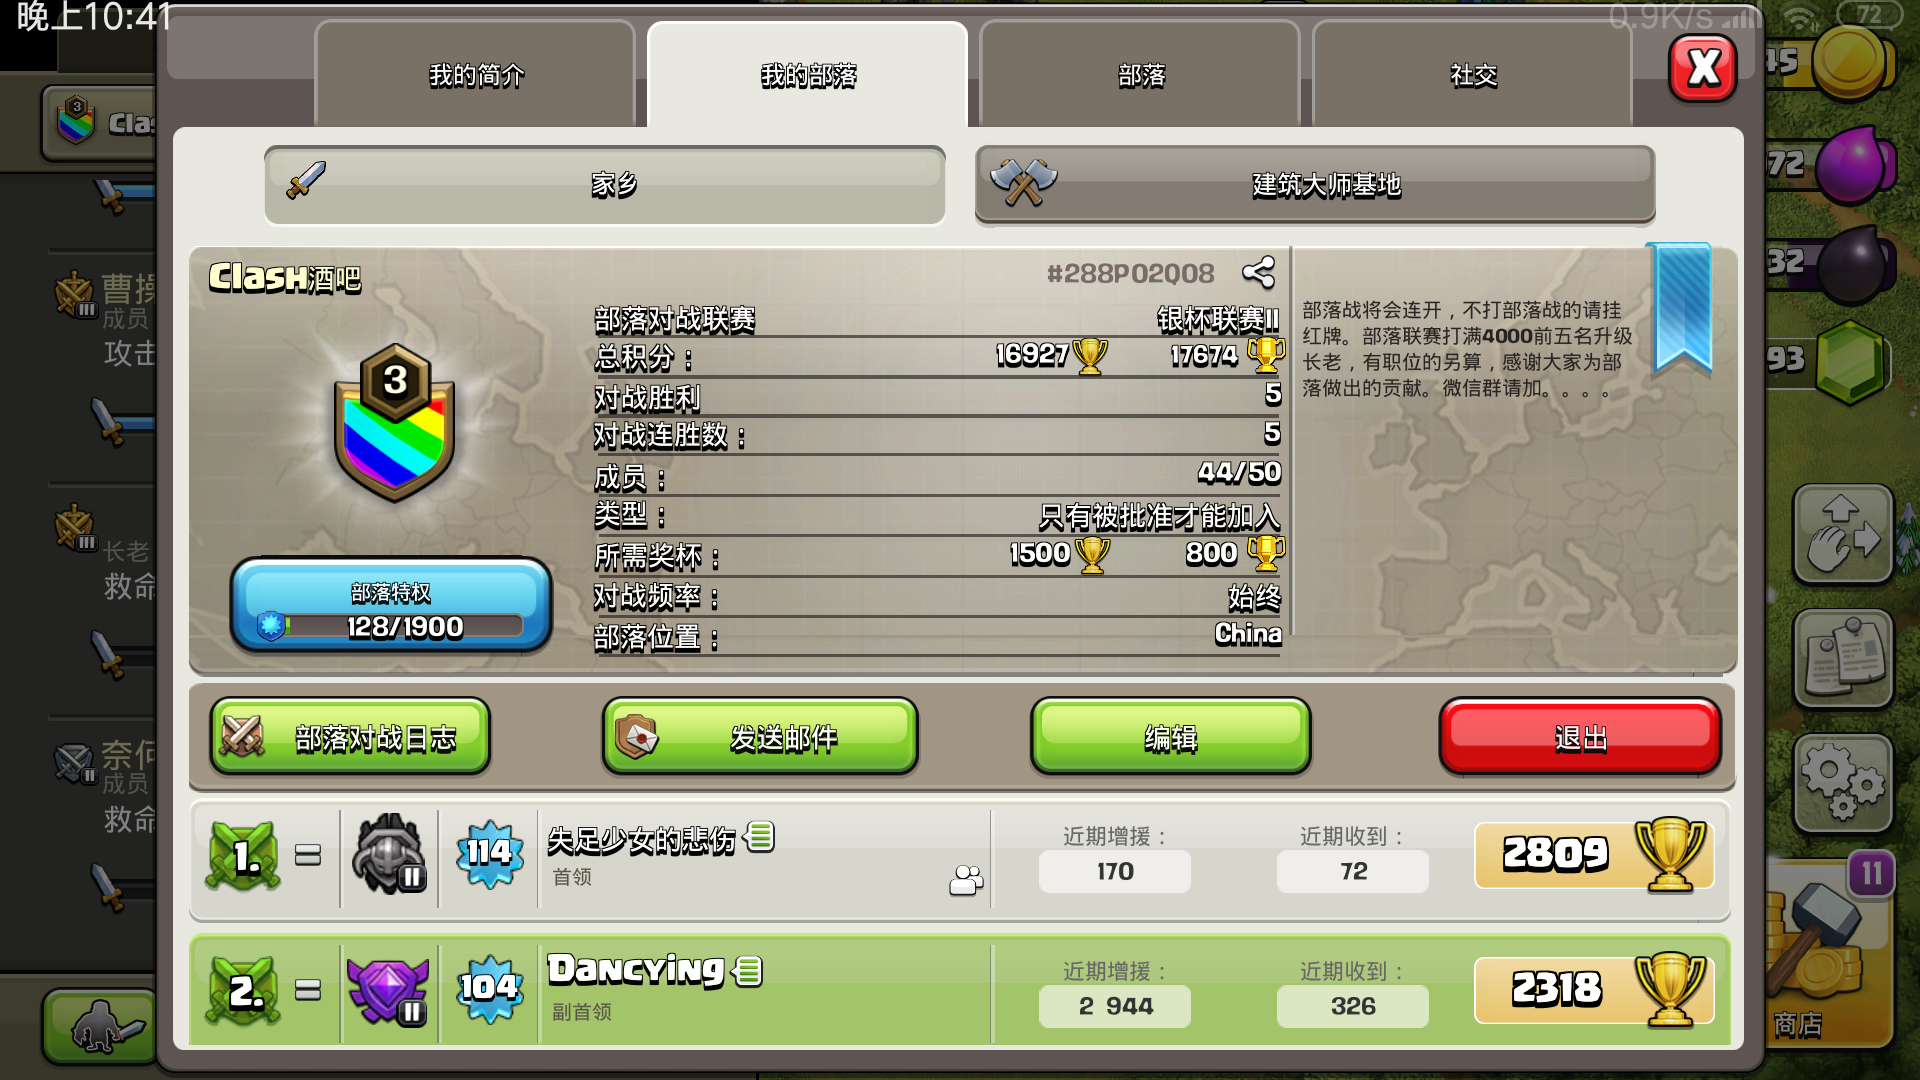 晚上10:41
0.9K/s
72
我的简介
我的部落
部落
社交
X
45
3
Clas
家乡
建筑大师基地
72
32
93
曹操
成员
攻击
长老
救命
奈何
成员
救命
Clash酒吧
#288P02Q08
3
部落特权
128/1900
部落对战联赛 银杯联赛II
总积分： 16927 17674
对战胜利 5
对战连胜数： 5
成员： 44/50
类型： 只有被批准才能加入
所需奖杯： 1500 800
对战频率： 始终
部落位置： China
部落战将会连开，不打部落战的请挂
红牌。部落联赛打满4000前五名升级
长老，有职位的另算，感谢大家为部
落做出的贡献。微信群请加。。。。
部落对战日志
发送邮件
编辑
退出
1. = II 114 失足少女的悲伤
首领
近期增援： 近期收到：
170 72 2809
2. = II 104 Dancying
副首领
近期增援： 近期收到：
2 944 326 2318
11
商店